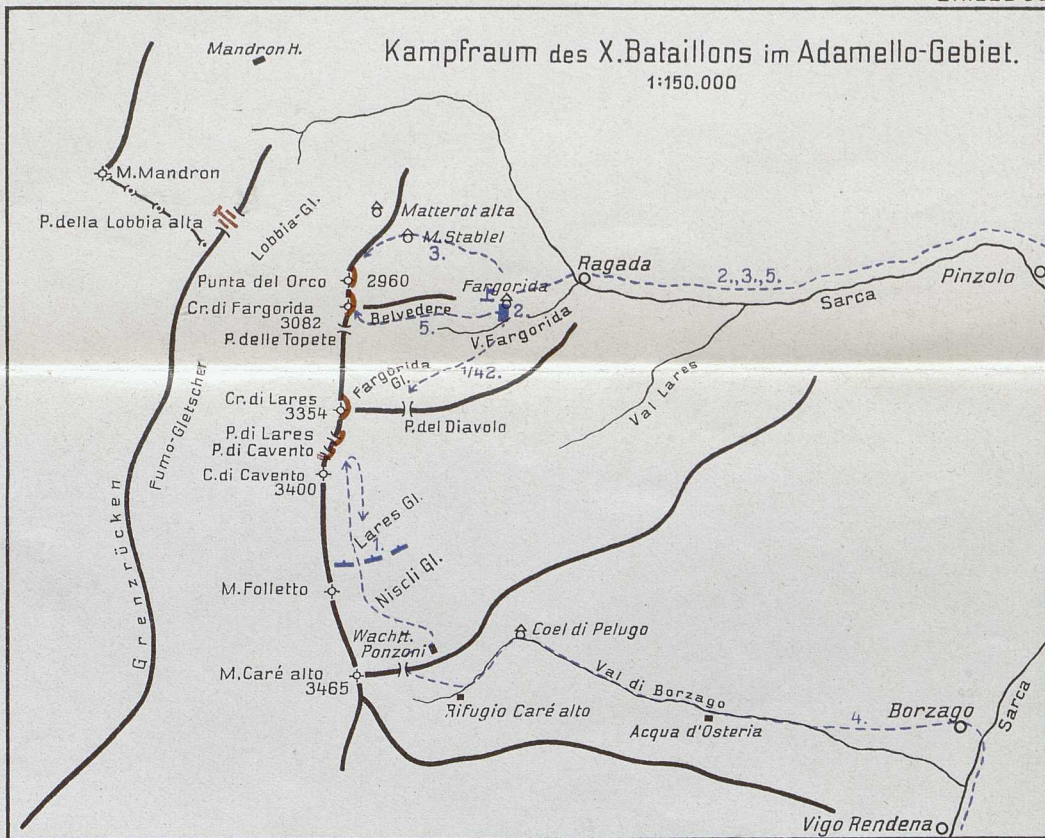 Kampfraum des X.Bataillons im Adamello-Gebiet.
1:150.000
Mandron H.
M.Mandron
P.della Lobbia alta
Lobbia-Gl.
Matterot alta
M.Stablel
3.
Punta del Orco
2960
Fargorida
Ragada
2.,3.,5.
Pinzolo
Sarca
Cr.di Fargorida
3082
Belvedere
2.
5.
V.Fargorida
P.delle Topete
Fargorida
Gl.
1/42.
Val Lares
Cr.di Lares
3354
P.del Diavolo
P.di Lares
P.di Cavento
C.di Cavento
3400
Fumo-Gletscher
Grenzrücken
Lares Gl.
1.
Niscli Gl.
M.Folletto
Wachtt.
Ponzoni
Coel di Pelugo
M.Caré alto
3465
Rifugio Caré alto
Val di Borzago
Acqua d'Osteria
4.
Borzago
Sarca
Vigo Rendena